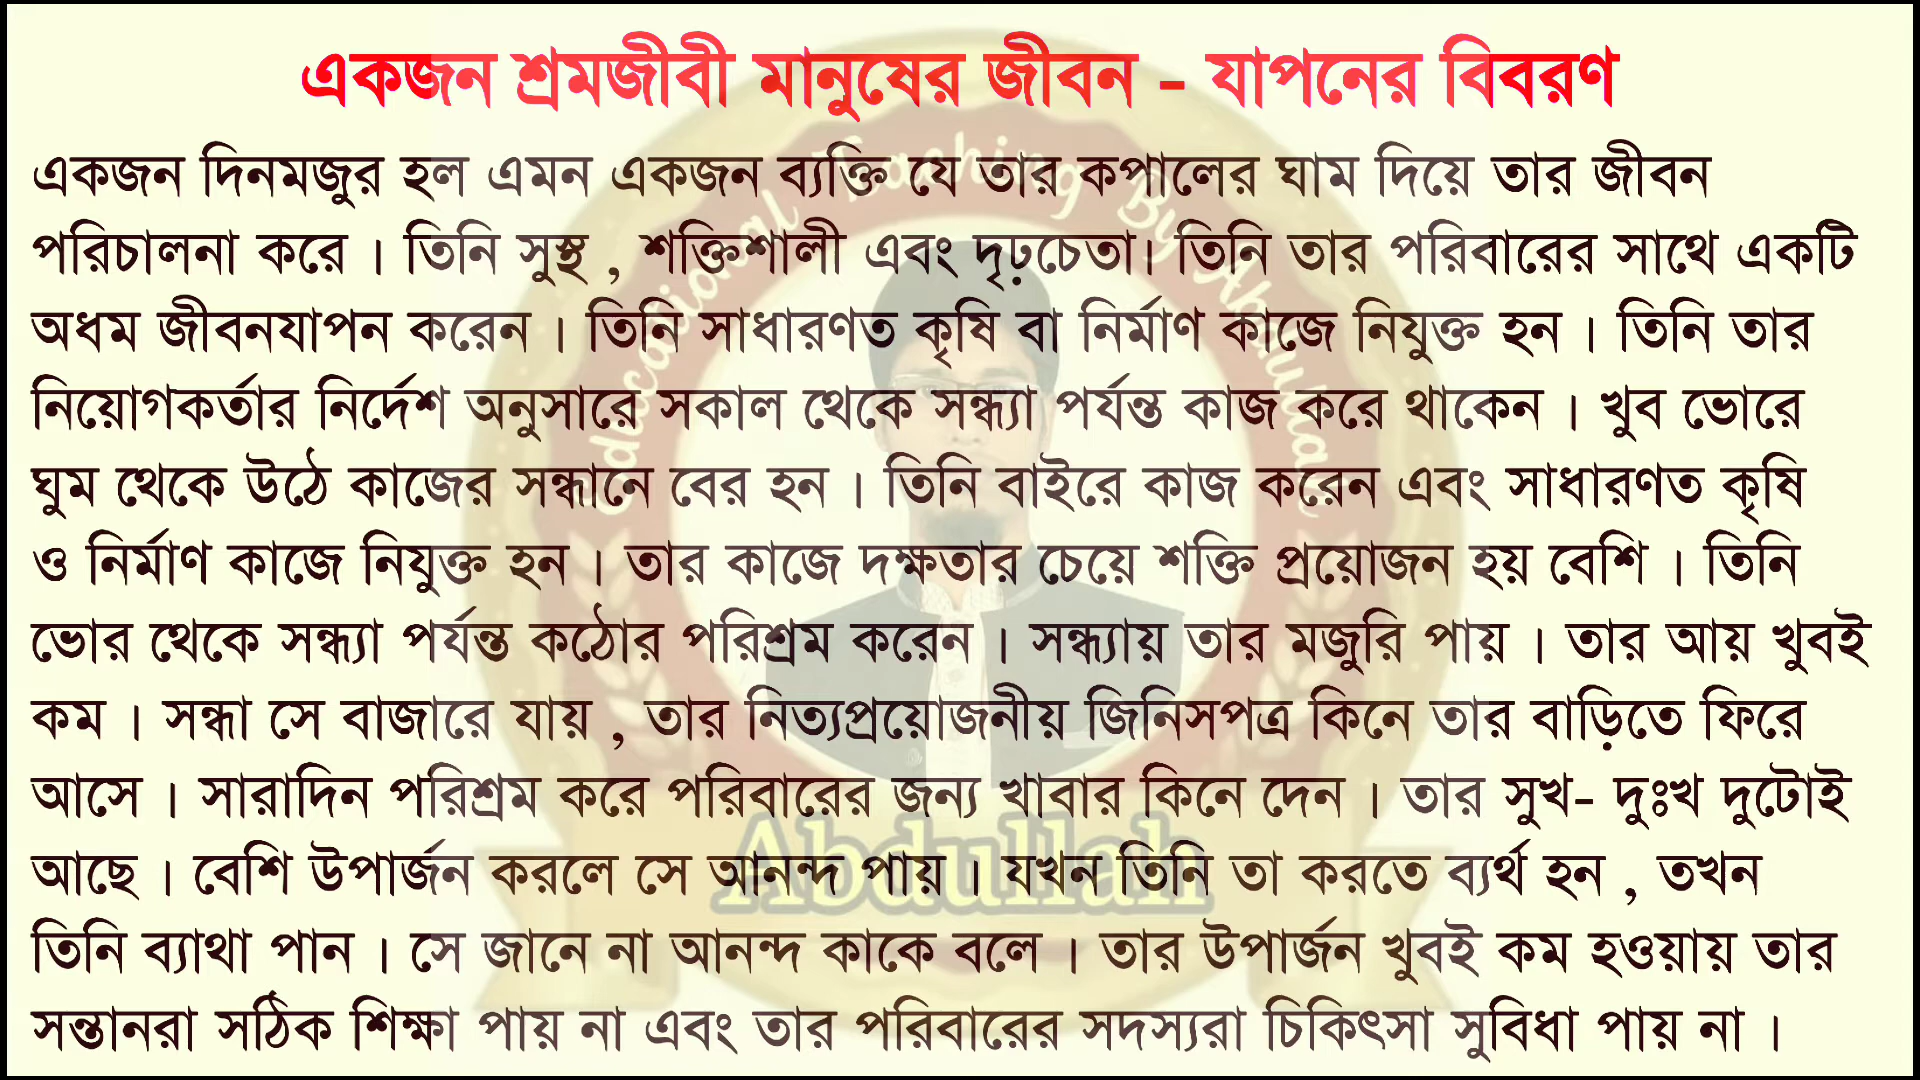 একজন শ্রমজীবী মানুষের জীবন - যাপনের বিবরণ
একজন দিনমজুর হল এমন একজন ব্যক্তি যে তার কপালের ঘাম দিয়ে তার জীবন
পরিচালনা করে । তিনি সুস্থ , শক্তিশালী এবং দৃঢ়চেতা। তিনি তার পরিবারের সাথে একটি
অধম জীবনযাপন করেন । তিনি সাধারণত কৃষি বা নির্মাণ কাজে নিযুক্ত হন । তিনি তার
নিয়োগকর্তার নির্দেশ অনুসারে সকাল থেকে সন্ধ্যা পর্যন্ত কাজ করে থাকেন । খুব ভোরে
ঘুম থেকে উঠে কাজের সন্ধানে বের হন । তিনি বাইরে কাজ করেন এবং সাধারণত কৃষি
ও নির্মাণ কাজে নিযুক্ত হন । তার কাজে দক্ষতার চেয়ে শক্তি প্রয়োজন হয় বেশি । তিনি
ভোর থেকে সন্ধ্যা পর্যন্ত কঠোর পরিশ্রম করেন । সন্ধ্যায় তার মজুরি পায় । তার আয় খুবই
কম । সন্ধা সে বাজারে যায় , তার নিত্যপ্রয়োজনীয় জিনিসপত্র কিনে তার বাড়িতে ফিরে
আসে । সারাদিন পরিশ্রম করে পরিবারের জন্য খাবার কিনে দেন । তার সুখ- দুঃখ দুটোই
আছে । বেশি উপার্জন করলে সে আনন্দ পায় । যখন তিনি তা করতে ব্যর্থ হন , তখন
তিনি ব্যাথা পান । সে জানে না আনন্দ কাকে বলে । তার উপার্জন খুবই কম হওয়ায় তার
সন্তানরা সঠিক শিক্ষা পায় না এবং তার পরিবারের সদস্যরা চিকিৎসা সুবিধা পায় না ।
Educational Teaching By Abdullah
Abdullah